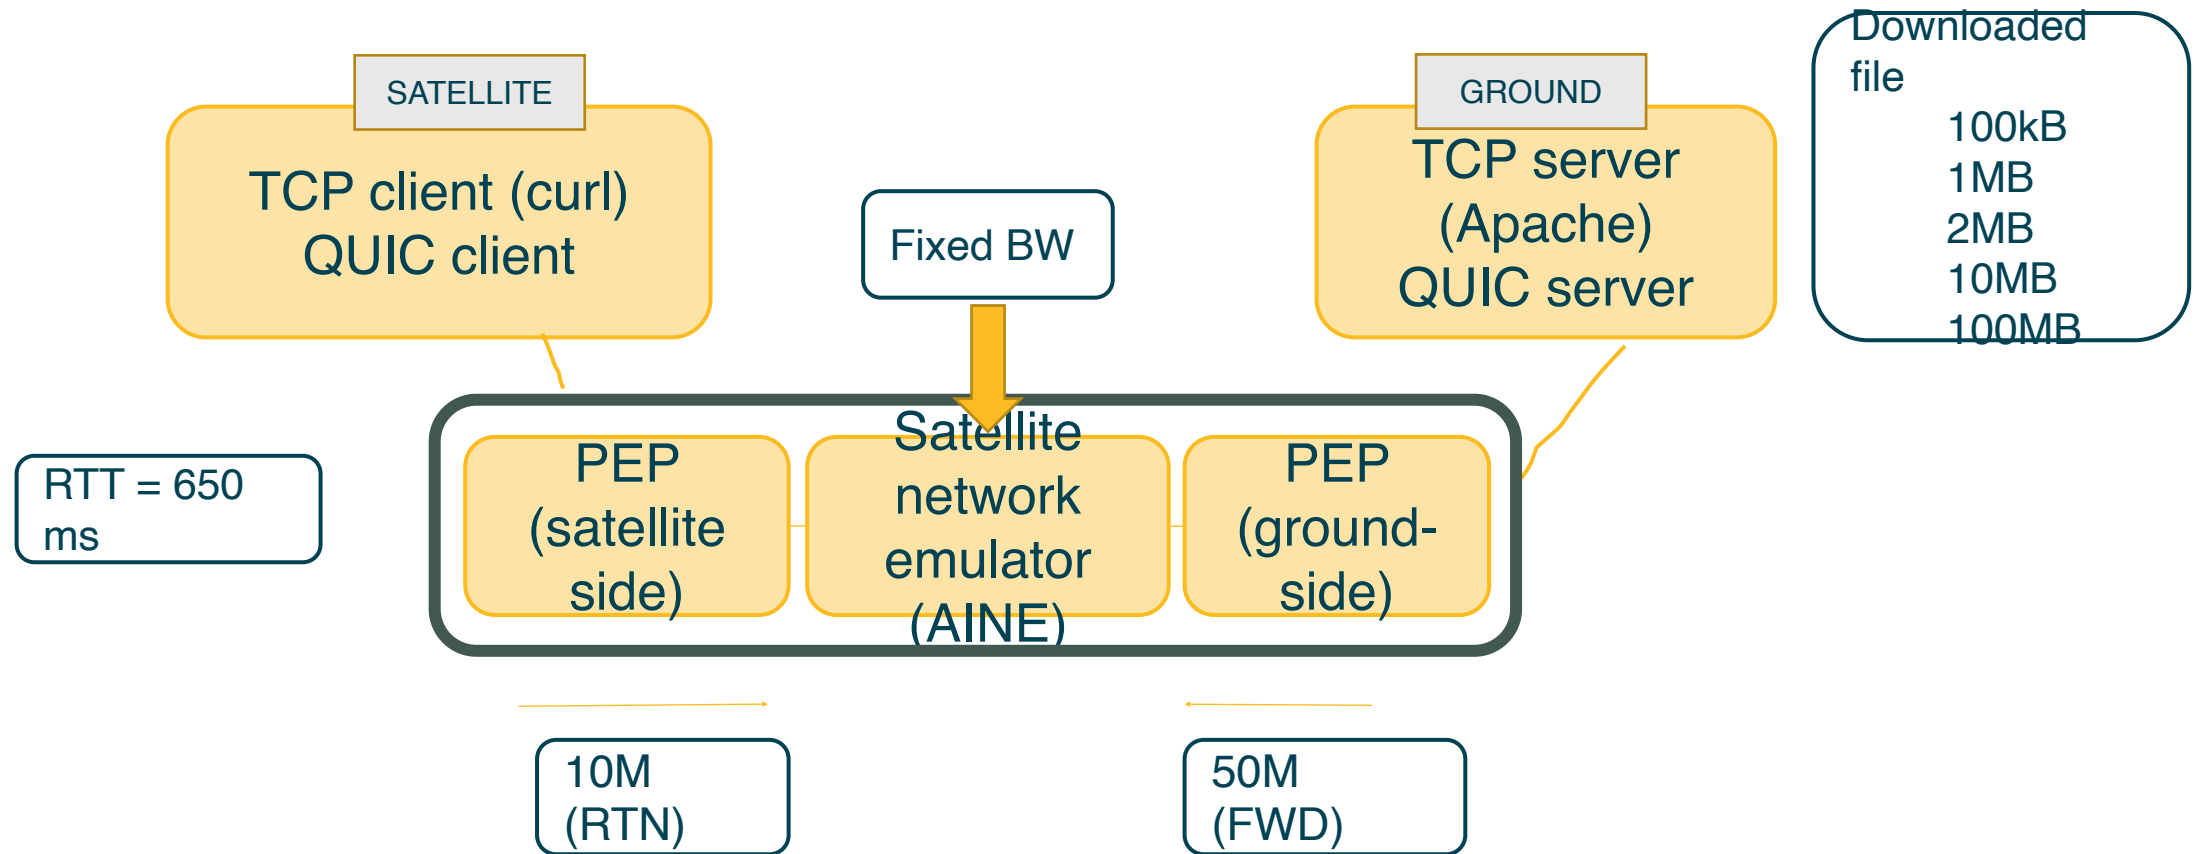 SATELLITE
TCP client (curl)
QUIC client
Fixed BW
GROUND
TCP server
(Apache)
QUIC server
Downloaded
file
100kB
1MB
2MB
10MB
100MB
RTT = 650
ms
PEP
(satellite
side)
Satellite
network
emulator
(AINE)
PEP
(ground-
side)
10M
(RTN)
50M
(FWD)